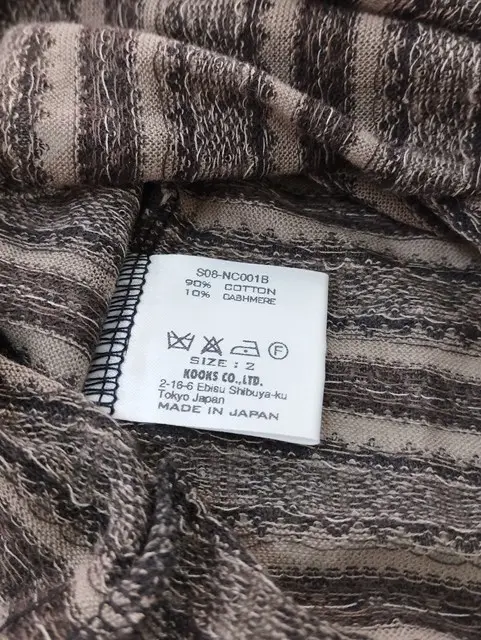 S08-NC001B
90% COTTON
10% CASHMERE
F
SIZE : 2
KOOKS CO.,LTD.
2-16-6 Ebisu Shibuya-ku
Tokyo Japan
MADE IN JAPAN